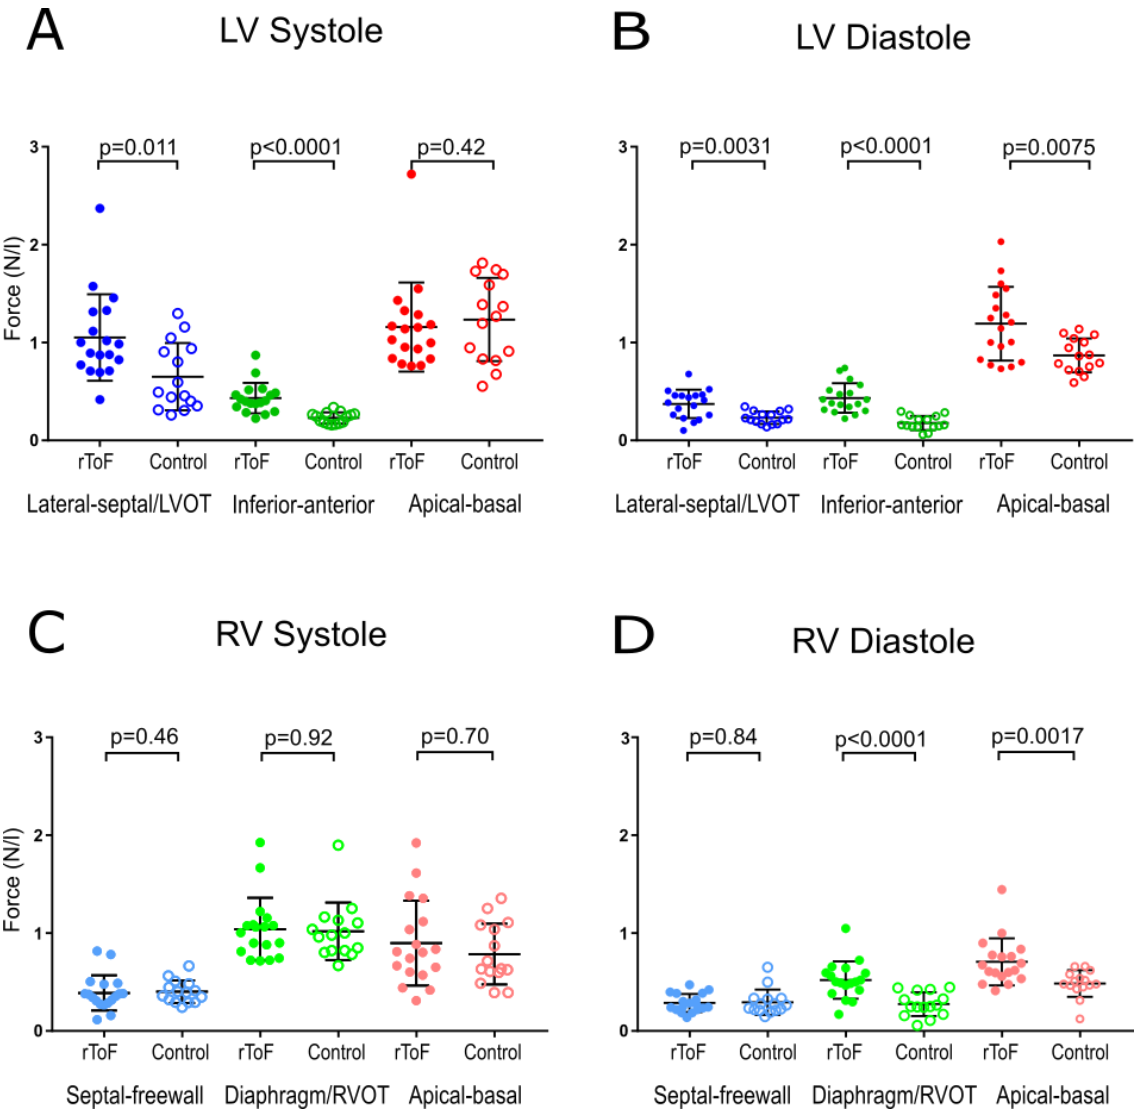 A
LV Systole
B
LV Diastole
p=0.011
p<0.0001
p=0.42
p=0.0031
p<0.0001
p=0.0075
Force (N/l)
3
2
1
0
3
2
1
0
rToF
Control
rToF
Control
rToF
Control
rToF
Control
rToF
Control
rToF
Control
Lateral-septal/LVOT
Inferior-anterior
Apical-basal
Lateral-septal/LVOT
Inferior-anterior
Apical-basal
C
RV Systole
D
RV Diastole
p=0.46
p=0.92
p=0.70
p=0.84
p<0.0001
p=0.0017
Force (N/l)
3
2
1
0
3
2
1
0
rToF
Control
rToF
Control
rToF
Control
rToF
Control
rToF
Control
rToF
Control
Septal-freewall
Diaphragm/RVOT
Apical-basal
Septal-freewall
Diaphragm/RVOT
Apical-basal